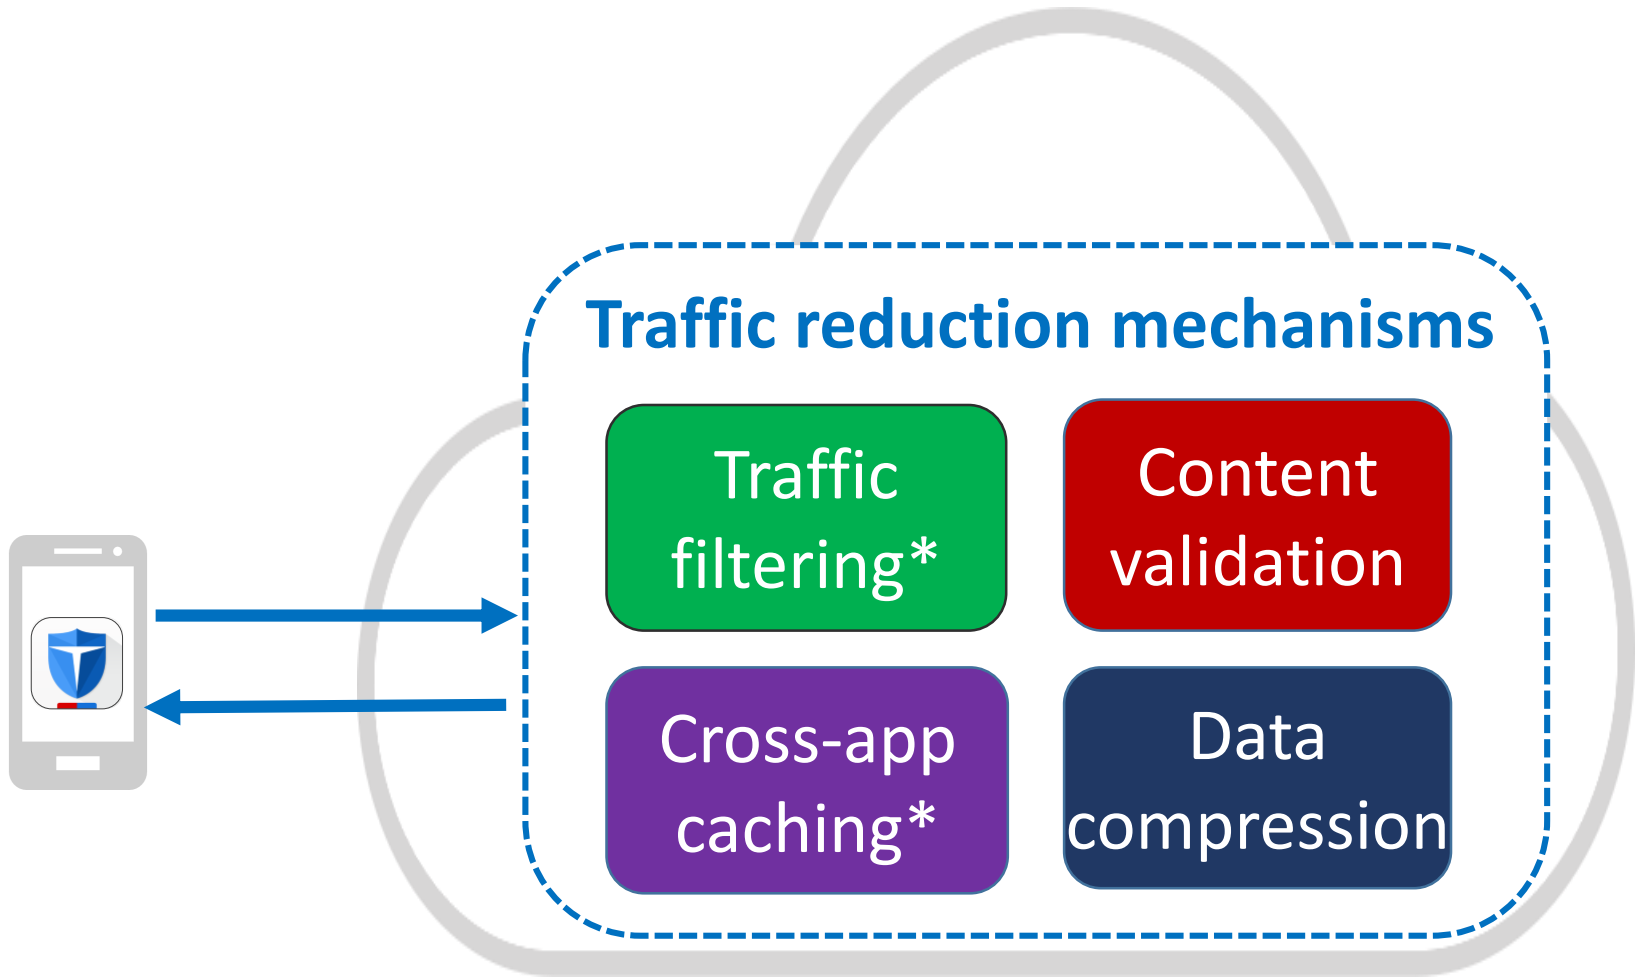 Traffic reduction mechanisms
Traffic
filtering*
Content
validation
Cross-app
caching*
Data
compression